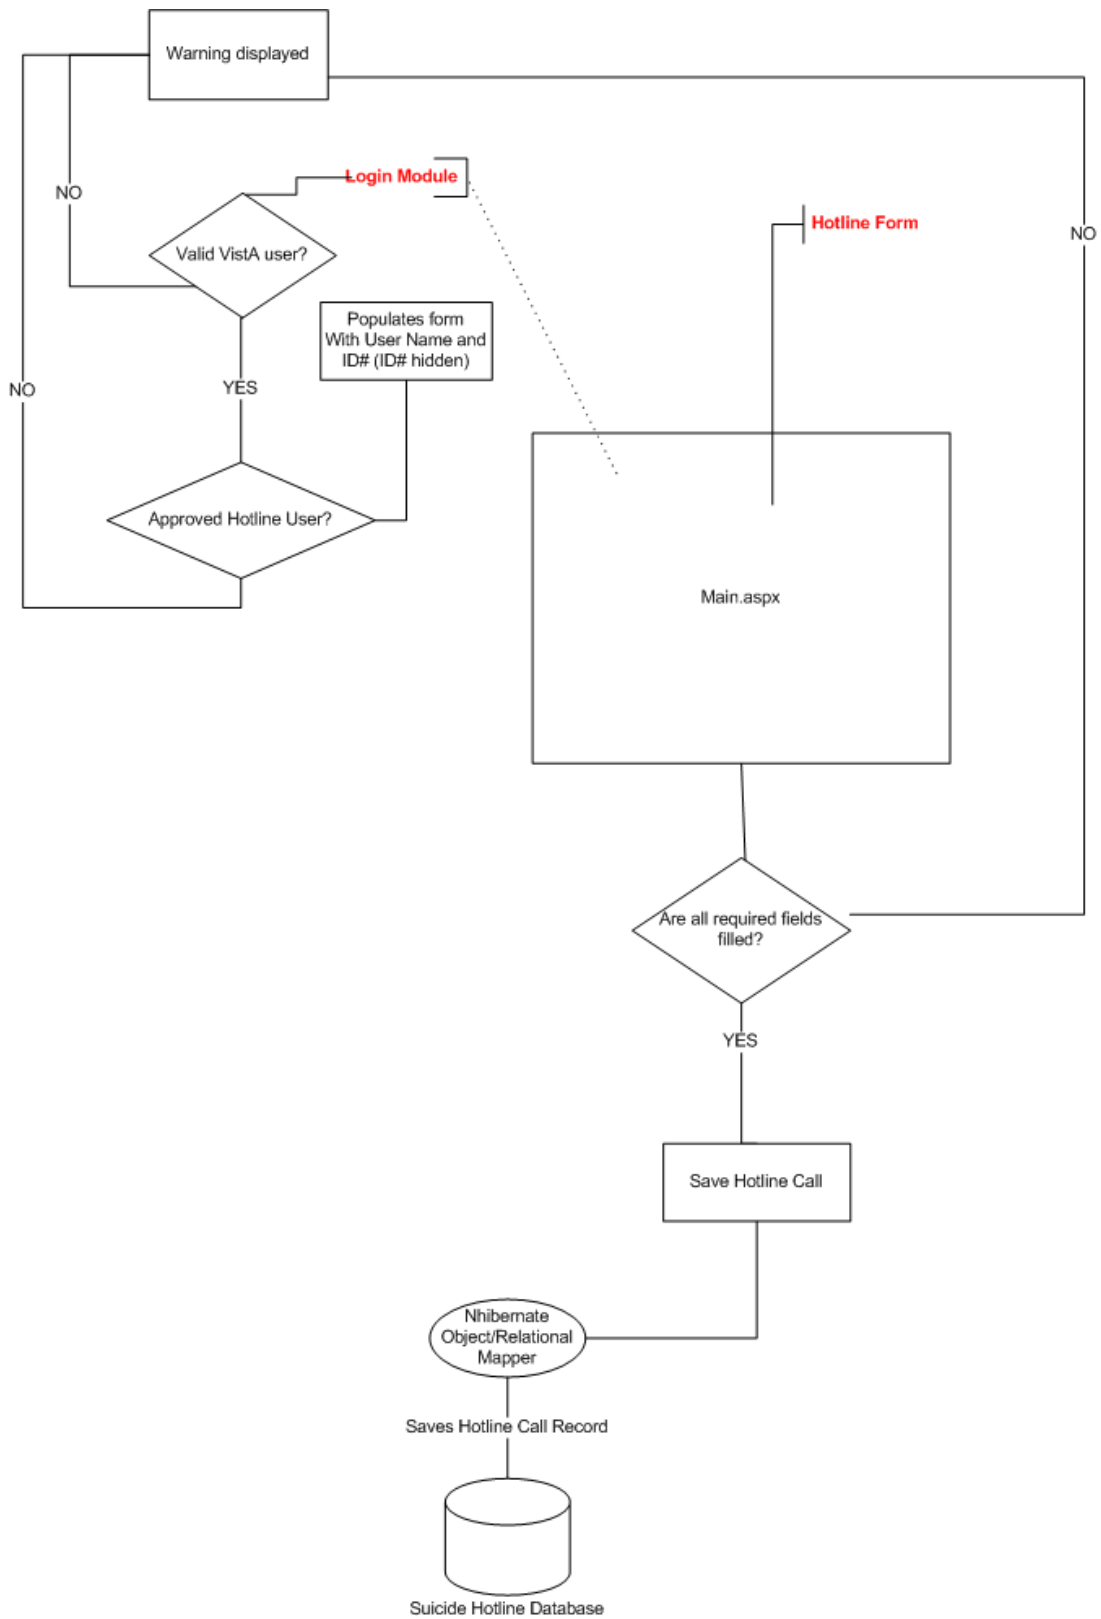 Warning displayed
Login Module
NO
Hotline Form
NO
Valid VistA user?
Populates form
With User Name and
ID# (ID# hidden)
YES
NO
Approved Hotline User?
Main.aspx
Are all required fields
filled?
YES
Save Hotline Call
Nhibernate
Object/Relational
Mapper
Saves Hotline Call Record
Suicide Hotline Database